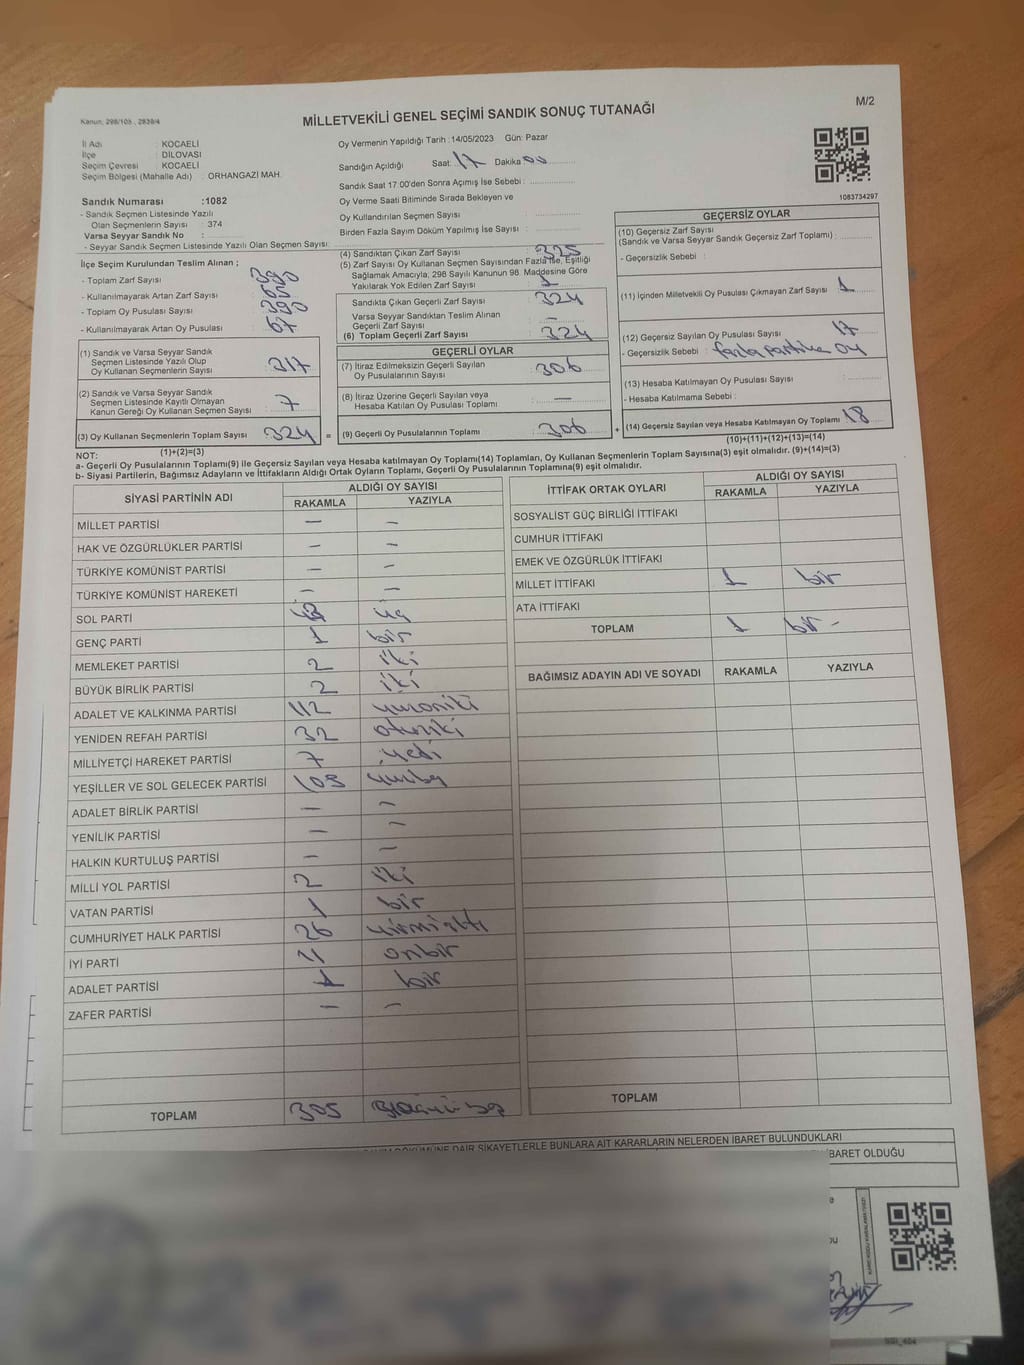 Kanun, 298/105 , 2839/4
M/2
MİLLETVEKİLİ GENEL SEÇİMİ SANDIK SONUÇ TUTANAĞI
İl Adı : KOCAELİ
İlçe : DİLOVASI
Seçim Çevresi : KOCAELİ
Seçim Bölgesi (Mahalle Adı) : ORHANGAZİ MAH.
Sandık Numarası :1082
- Sandık Seçmen Listesinde Yazılı
Olan Seçmenlerin Sayısı : 374
Varsa Seyyar Sandık No :
- Seyyar Sandık Seçmen Listesinde Yazılı Olan Seçmen Sayısı:
İlçe Seçim Kurulundan Teslim Alınan ;
- Toplam Zarf Sayısı : 390
- Kullanılmayarak Artan Zarf Sayısı : 65
- Toplam Oy Pusulası Sayısı : 390
- Kullanılmayarak Artan Oy Pusulası : 67
(1) Sandık ve Varsa Seyyar Sandık
Seçmen Listesinde Yazılı Olup
Oy Kullanan Seçmenlerin Sayısı : 317
(2) Sandık ve Varsa Seyyar Sandık
Seçmen Listesinde Kayıtlı Olmayan
Kanun Gereği Oy Kullanan Seçmen Sayısı : 7
(3) Oy Kullanan Seçmenlerin Toplam Sayısı : 324 =
(1)+(2)=(3)
Oy Vermenin Yapıldığı Tarih : 14/05/2023 Gün: Pazar
Sandığın Açıldığı Saat: 17 Dakika 00
Sandık Saat 17:00'den Sonra Açılmış İse Sebebi :
Oy Verme Saati Bitiminde Sırada Bekleyen ve
Oy Kullandırılan Seçmen Sayısı :
Birden Fazla Sayım Döküm Yapılmış İse Sayısı :
(4) Sandıktan Çıkan Zarf Sayısı : 325
(5) Zarf Sayısı Oy Kullanan Seçmen Sayısından Fazla İse, Eşitliği
Sağlamak Amacıyla; 298 Sayılı Kanunun 98. Maddesine Göre
Yakılarak Yok Edilen Zarf Sayısı : 1
Sandıkta Çıkan Geçerli Zarf Sayısı : 324
Varsa Seyyar Sandıktan Teslim Alınan
Geçerli Zarf Sayısı : —
(6) Toplam Geçerli Zarf Sayısı : 324
GEÇERLİ OYLAR
(7) İtiraz Edilmeksizin Geçerli Sayılan
Oy Pusulalarının Sayısı : 306
(8) İtiraz Üzerine Geçerli Sayılan veya
Hesaba Katılan Oy Pusulası Toplamı : —
(9) Geçerli Oy Pusulalarının Toplamı : 306 +
1083734297
GEÇERSİZ OYLAR
(10) Geçersiz Zarf Sayısı
(Sandık ve Varsa Seyyar Sandık Geçersiz Zarf Toplamı) :
- Geçersizlik Sebebi :
(11) İçinden Milletvekili Oy Pusulası Çıkmayan Zarf Sayısı : 1
(12) Geçersiz Sayılan Oy Pusulası Sayısı : 17
- Geçersizlik Sebebi : fazla partiye oy
(13) Hesaba Katılmayan Oy Pusulası Sayısı :
- Hesaba Katılmama Sebebi :
(14) Geçersiz Sayılan veya Hesaba Katılmayan Oy Toplamı : 18
(10)+(11)+(12)+(13)=(14)
NOT:
a- Geçerli Oy Pusulalarının Toplamı(9) ile Geçersiz Sayılan veya Hesaba katılmayan Oy Toplamı(14) Toplamları, Oy Kullanan Seçmenlerin Toplam Sayısına(3) eşit olmalıdır. (9)+(14)=(3)
b- Siyasi Partilerin, Bağımsız Adayların ve İttifakların Aldığı Ortak Oyların Toplamı, Geçerli Oy Pusulalarının Toplamına(9) eşit olmalıdır.
SİYASİ PARTİNİN ADI ALDIĞI OY SAYISI
RAKAMLA YAZIYLA
MİLLET PARTİSİ — —
HAK VE ÖZGÜRLÜKLER PARTİSİ — —
TÜRKİYE KOMÜNİST PARTİSİ — —
TÜRKİYE KOMÜNİST HAREKETİ — —
SOL PARTİ 3 üç
GENÇ PARTİ 1 bir
MEMLEKET PARTİSİ 2 iki
BÜYÜK BİRLİK PARTİSİ 2 iki
ADALET VE KALKINMA PARTİSİ 112 yüzoniki
YENİDEN REFAH PARTİSİ 32 otuziki
MİLLİYETÇİ HAREKET PARTİSİ 7 yedi
YEŞİLLER VE SOL GELECEK PARTİSİ 105 yüzbeş
ADALET BİRLİK PARTİSİ — —
YENİLİK PARTİSİ — —
HALKIN KURTULUŞ PARTİSİ — —
MİLLİ YOL PARTİSİ 2 iki
VATAN PARTİSİ 1 bir
CUMHURİYET HALK PARTİSİ 26 yirmialtı
İYİ PARTİ 11 onbir
ADALET PARTİSİ 1 bir
ZAFER PARTİSİ — —
TOPLAM 305
İTTİFAK ORTAK OYLARI ALDIĞI OY SAYISI
RAKAMLA YAZIYLA
SOSYALİST GÜÇ BİRLİĞİ İTTİFAKI
CUMHUR İTTİFAKI
EMEK VE ÖZGÜRLÜK İTTİFAKI
MİLLET İTTİFAKI 1 bir
ATA İTTİFAKI
TOPLAM 1 bir -
BAĞIMSIZ ADAYIN ADI VE SOYADI RAKAMLA YAZIYLA
TOPLAM
DÖKÜMÜNE DAİR ŞİKAYETLERLE BUNLARA AİT KARARLARIN NELERDEN İBARET BULUNDUKLARI
İBARET OLDUĞU